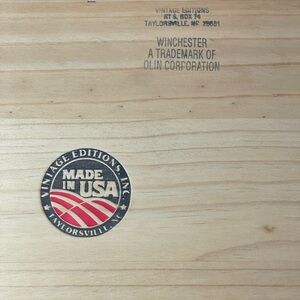 VINTAGE EDITIONS
RT 5, BOX 74
TAYLORSVILLE, NC 28681
WINCHESTER
A TRADEMARK OF
OLIN CORPORATION
VINTAGE EDITIONS, INC.
MADE
IN USA
TAYLORSVILLE, NC